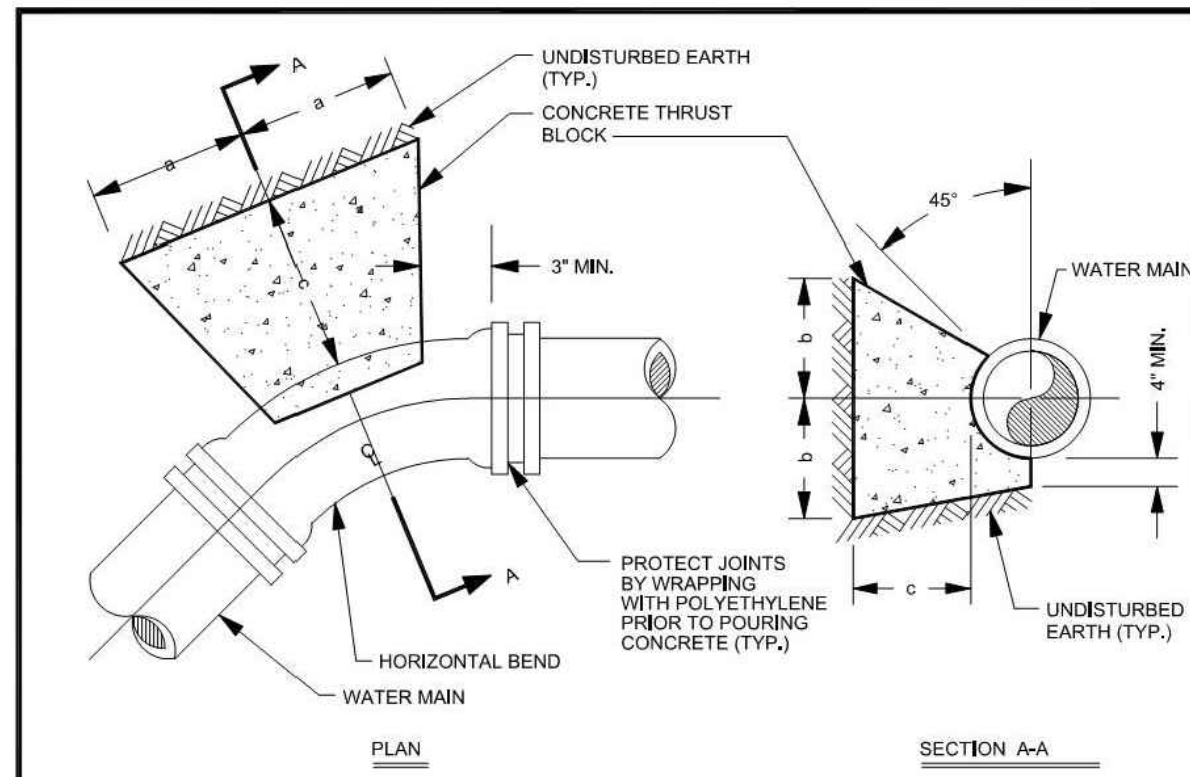 A
a
a
UNDISTURBED EARTH
(TYP.)
CONCRETE THRUST
BLOCK
c
3" MIN.
CL
A
PROTECT JOINTS
BY WRAPPING
WITH POLYETHYLENE
PRIOR TO POURING
CONCRETE (TYP.)
HORIZONTAL BEND
WATER MAIN
PLAN
45°
WATER MAIN
b
b
4" MIN.
c
UNDISTURBED
EARTH (TYP.)
SECTION A-A